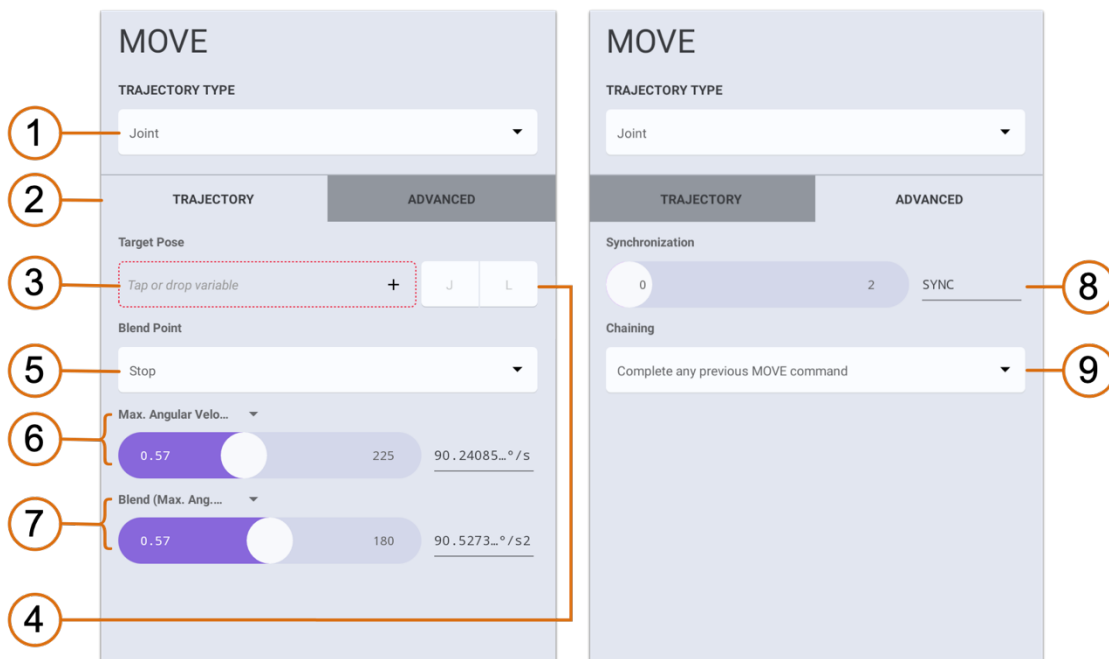 MOVE
TRAJECTORY TYPE
1
Joint
2
TRAJECTORY
ADVANCED
Target Pose
3
Tap or drop variable
+
J
L
Blend Point
5
Stop
6
Max. Angular Velo...
0.57
225
90.24085…°/s
7
Blend (Max. Ang....
0.57
180
90.5273…°/s2
4
MOVE
TRAJECTORY TYPE
Joint
TRAJECTORY
ADVANCED
Synchronization
0
2
SYNC
8
Chaining
Complete any previous MOVE command
9